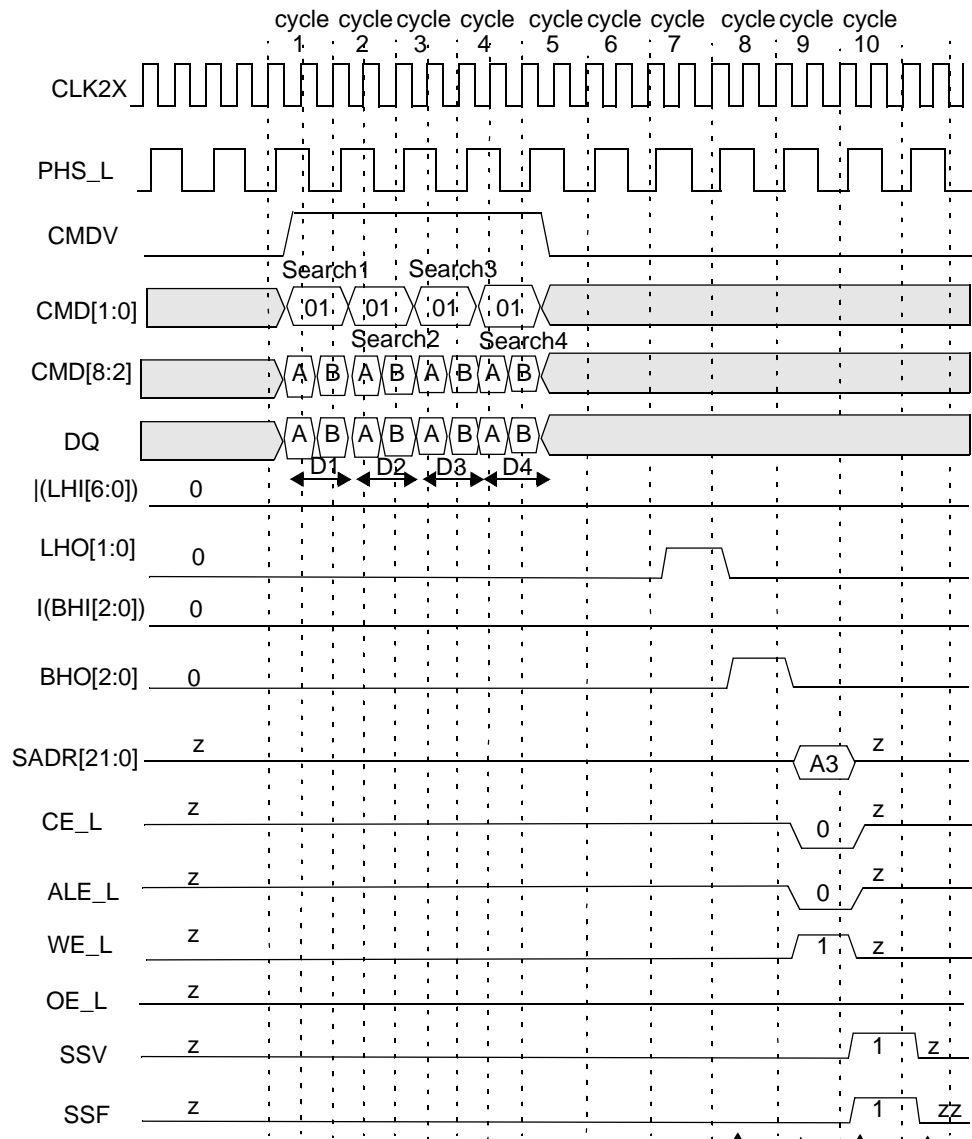 cycle cycle cycle cycle cycle cycle cycle cycle cycle cycle
1 2 3 4 5 6 7 8 9 10
CLK2X
PHS_L
CMDV
Search1 Search3
CMD[1:0] 01 01 01 01
Search2 Search4
CMD[8:2] A B A B A B A B
DQ A B A B A B A B
D1 D2 D3 D4
|(LHI[6:0]) 0
LHO[1:0] 0
I(BHI[2:0]) 0
BHO[2:0] 0
SADR[21:0] z A3 z
CE_L z 0 z
ALE_L z 0 z
WE_L z 1 z
OE_L z
SSV z 1 z
SSF z 1 zz